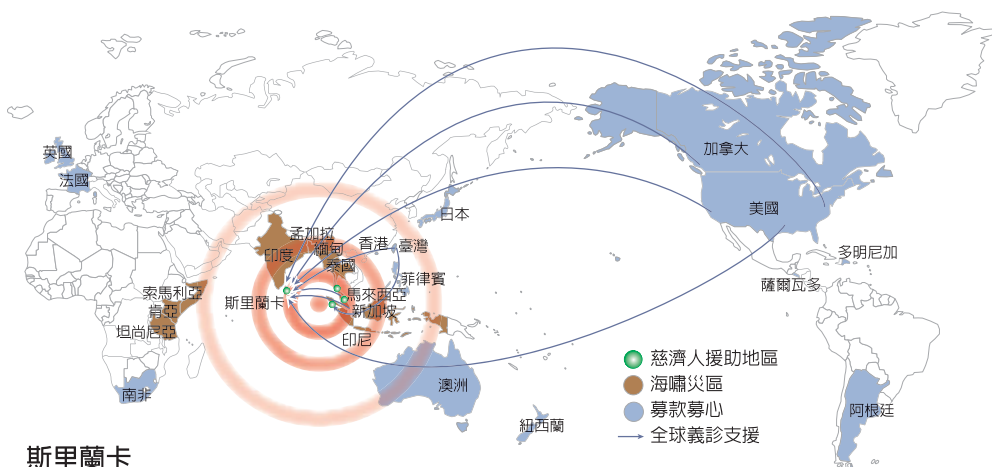 英國
法國
加拿大
美國
日本
孟加拉
緬甸
香港
臺灣
印度
泰國
菲律賓
多明尼加
薩爾瓦多
索馬利亞
肯亞
坦尚尼亞
斯里蘭卡
馬來西亞
新加坡
印尼
南非
澳洲
紐西蘭
阿根廷
慈濟人援助地區
海嘯災區
募款募心
全球義診支援
斯里蘭卡